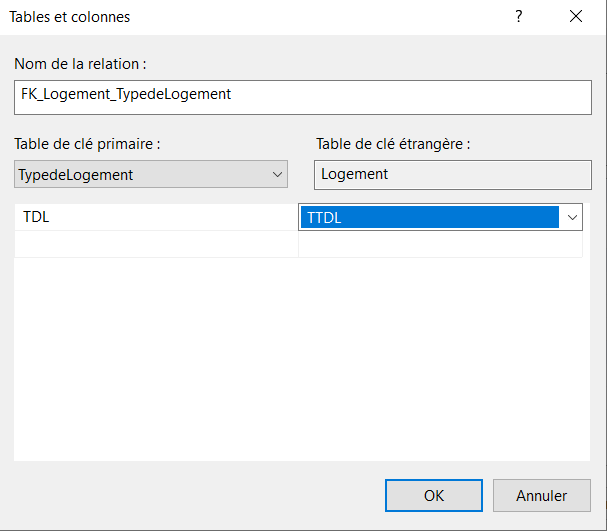 Tables et colonnes
?
Nom de la relation :
FK_Logement_TypedeLogement
Table de clé primaire :
Table de clé étrangère :
TypedeLogement
Logement
TDL
TTDL
OK
Annuler